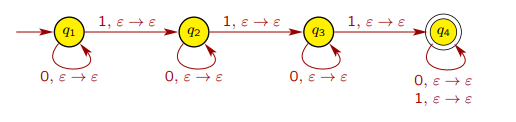 1, ε → ε 1, ε → ε 1, ε → ε
q₁ q₂ q₃ q₄
0, ε → ε 0, ε → ε 0, ε → ε 0, ε → ε
1, ε → ε